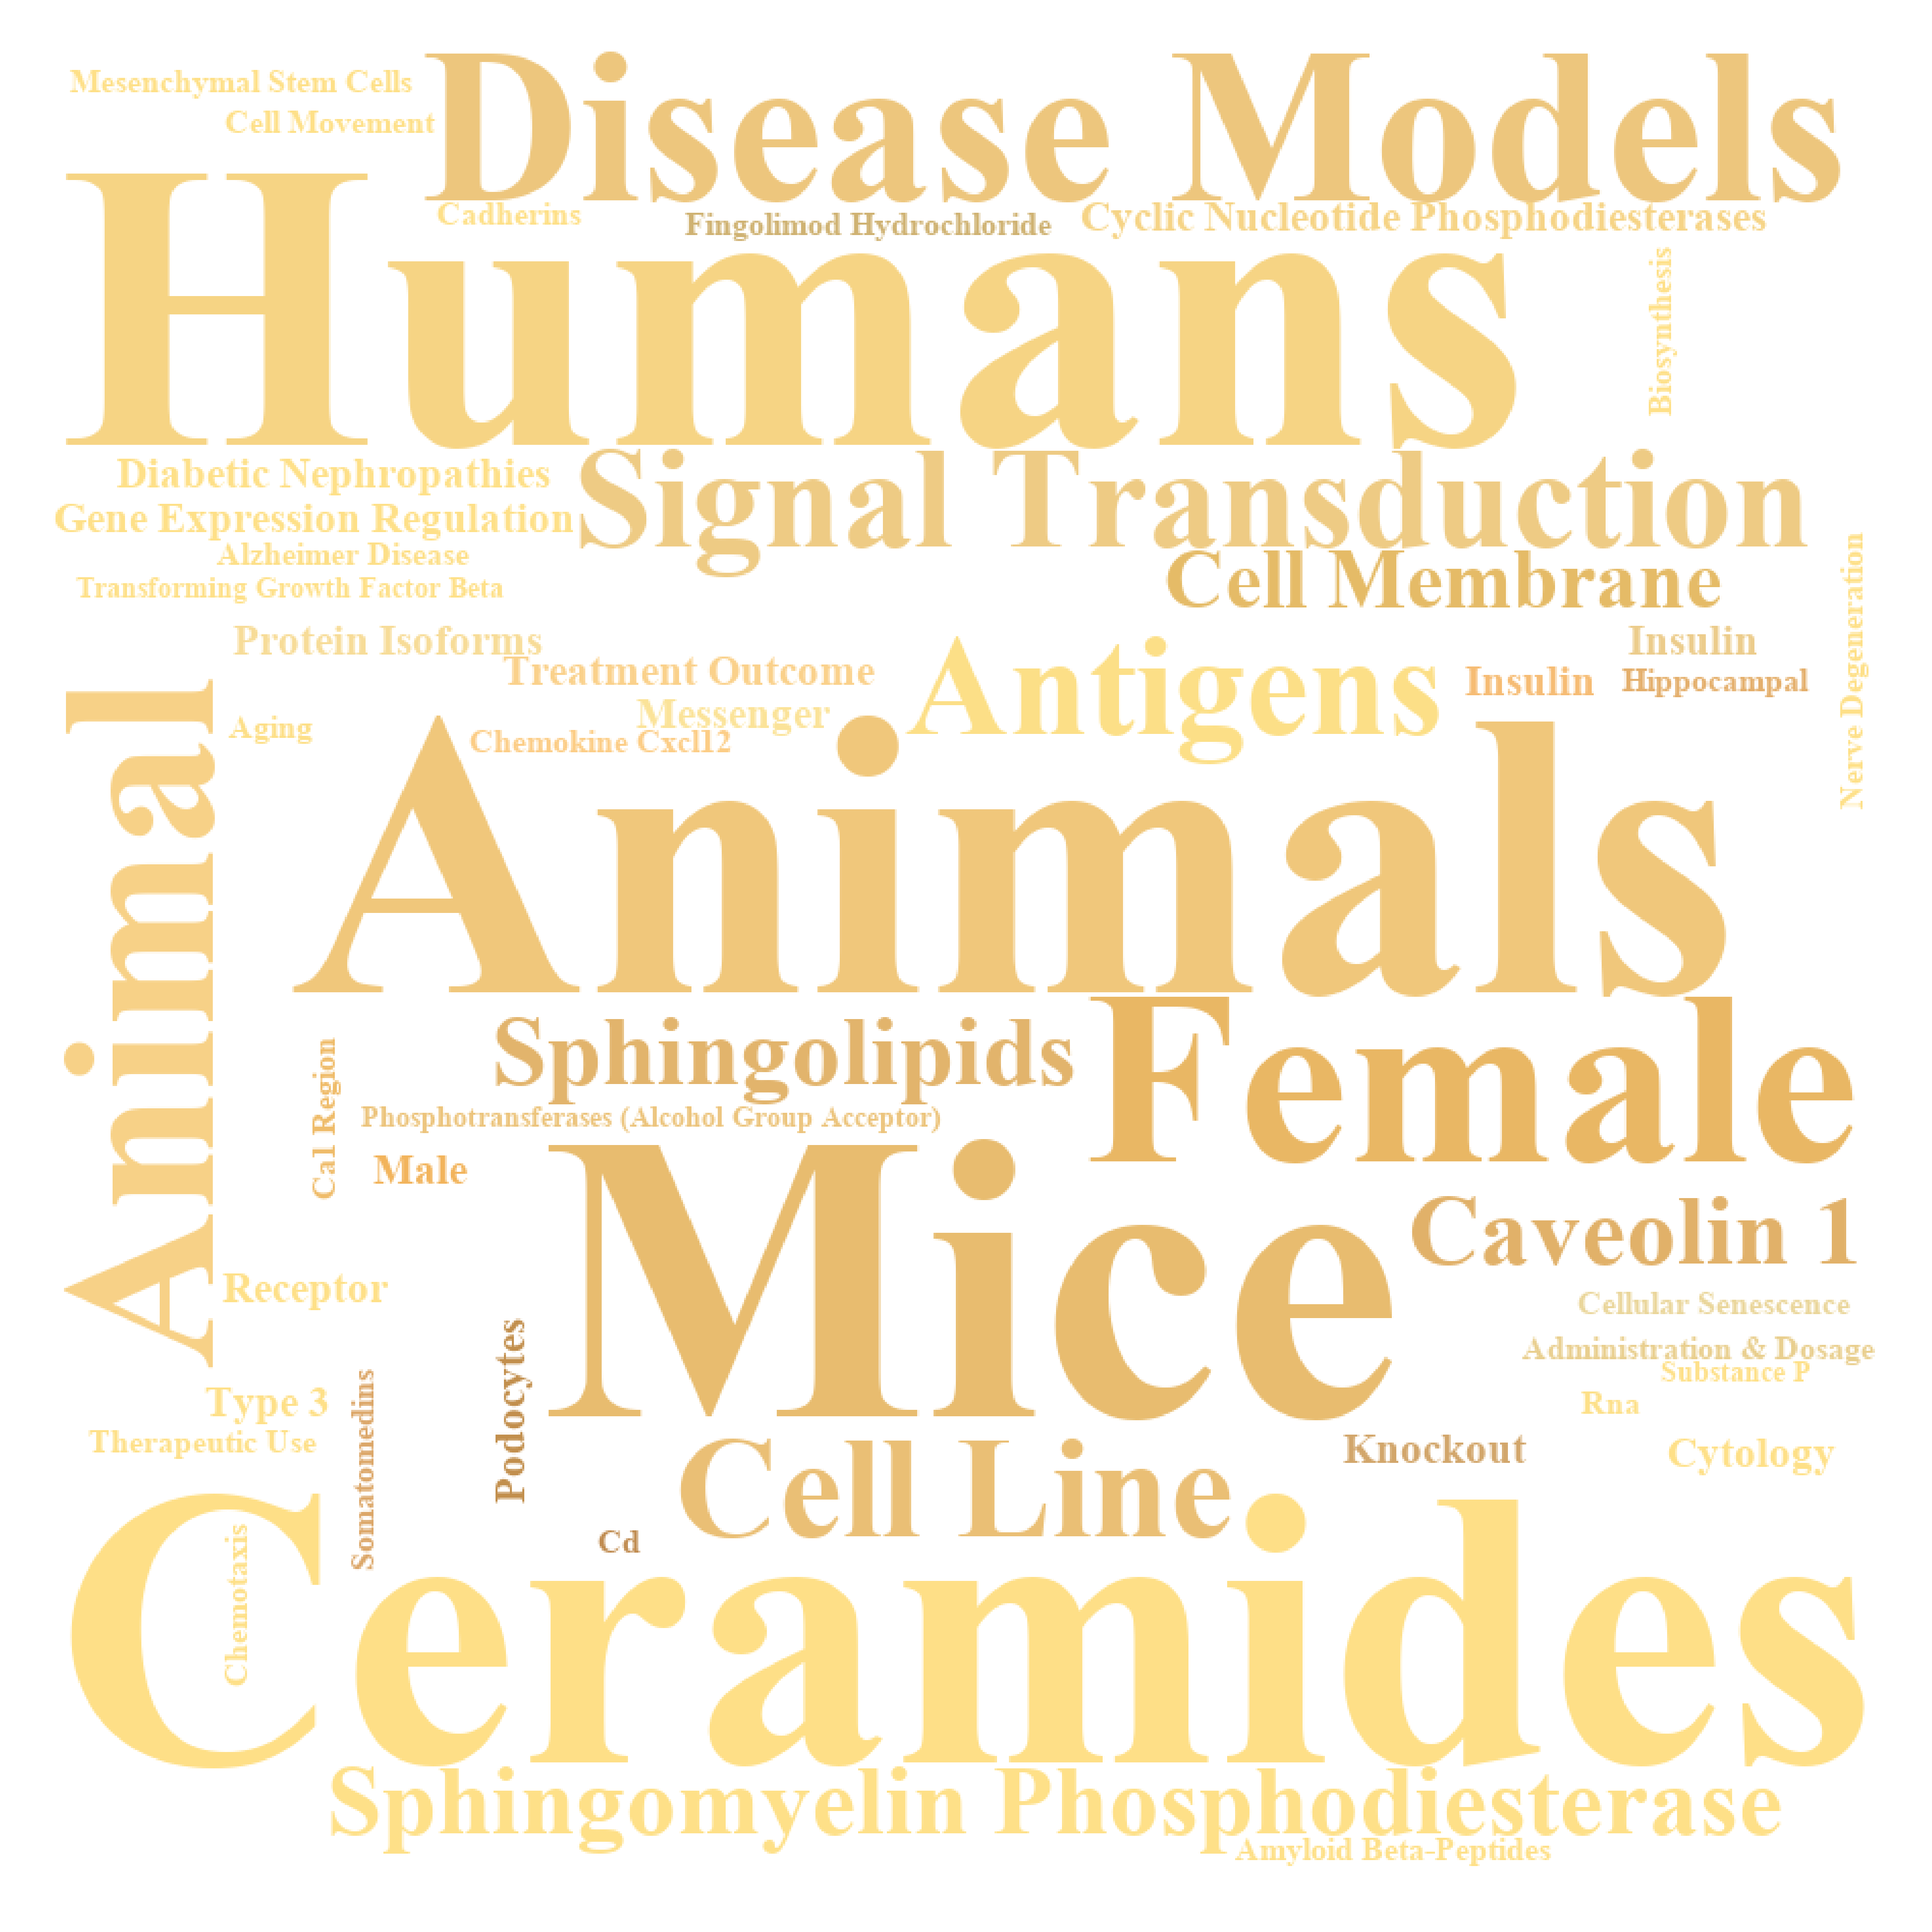 Mesenchymal Stem Cells
Disease Models
Cell Movement
Cadherins
Fingolimod Hydrochloride
Cyclic Nucleotide Phosphodiesterases
Humans
Biosynthesis
Diabetic Nephropathies
Signal Transduction
Gene Expression Regulation
Alzheimer Disease
Cell Membrane
Transforming Growth Factor Beta
Nerve Degeneration
Protein Isoforms
Insulin
Treatment Outcome
Antigens
Insulin
Hippocampal
Messenger
Aging
Chemokine Cxcl12
Animal
Animals
Sphingolipids
Female
Ca1 Region
Phosphotransferases (Alcohol Group Acceptor)
Male
Mice
Caveolin 1
Receptor
Cellular Senescence
Podocytes
Administration & Dosage
Substance P
Type 3
Rna
Somatomedins
Therapeutic Use
Knockout
Cytology
Cell Line
Cd
Chemotaxis
Ceramides
Sphingomyelin Phosphodiesterase
Amyloid Beta-Peptides